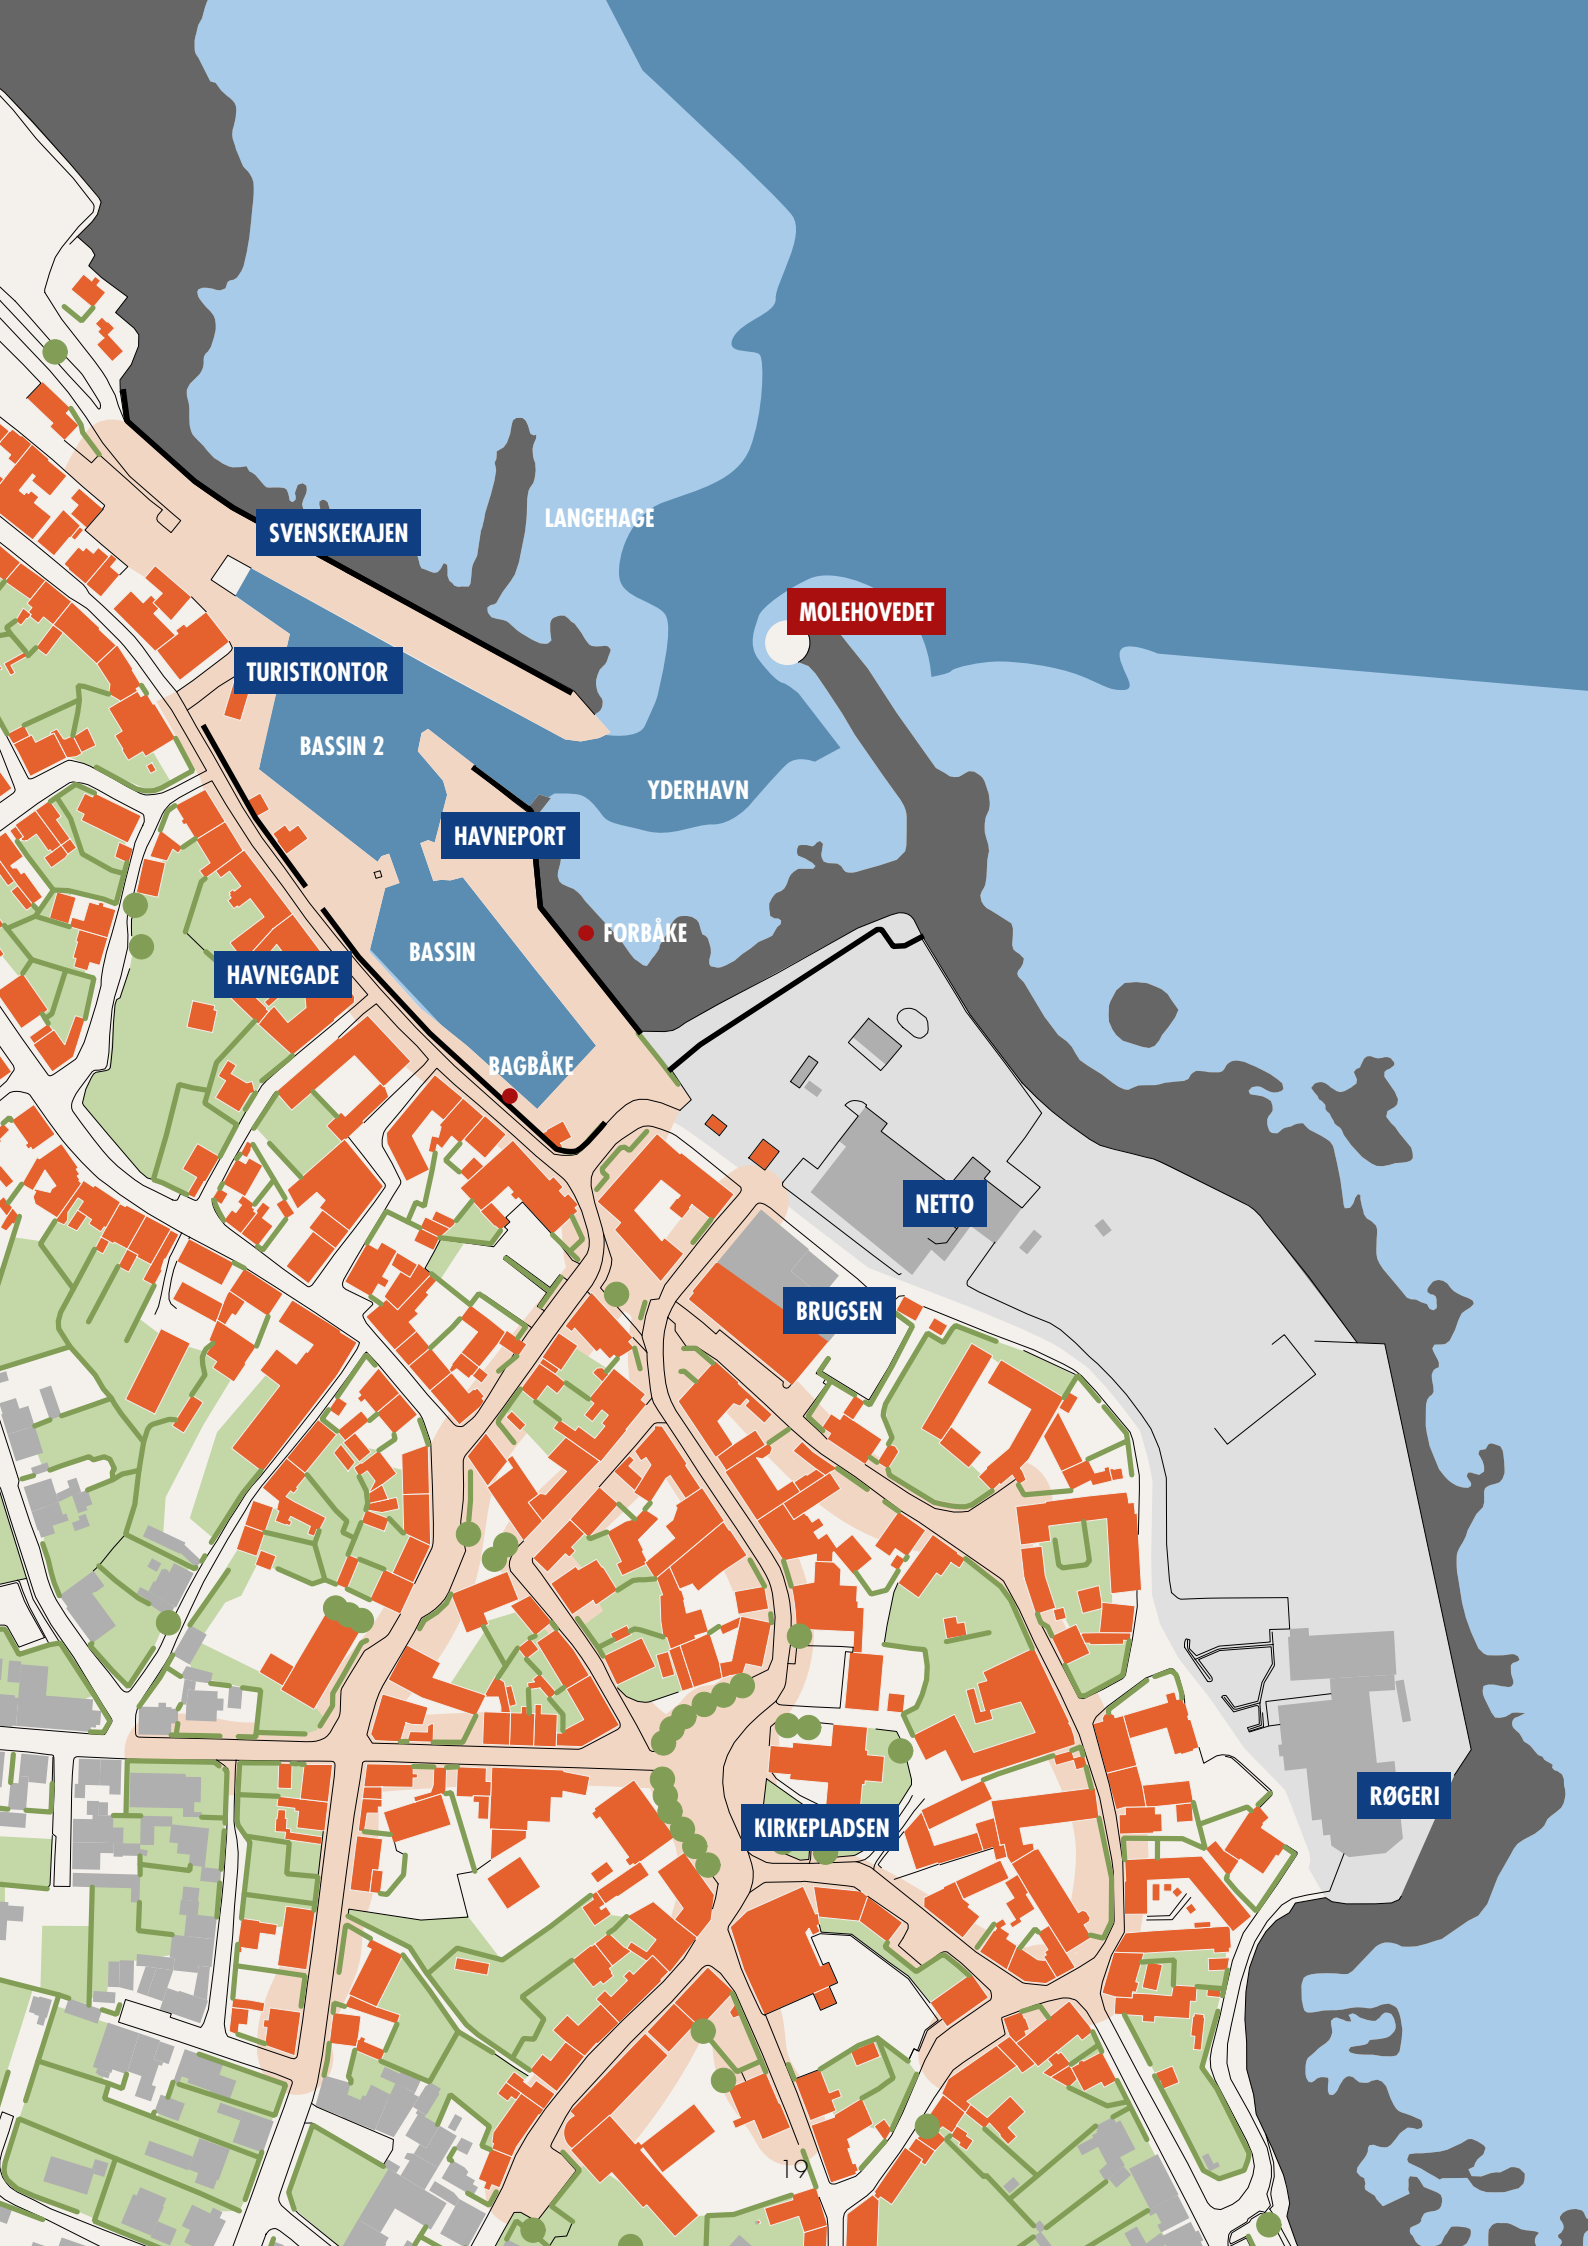 LANGEHAGE
SVENSKEKAJEN
MOLEHOVEDET
TURISTKONTOR
BASSIN 2
YDERHAVN
HAVNEPORT
FORBÅKE
BASSIN
HAVNEGADE
BAGBÅKE
NETTO
BRUGSEN
RØGERI
KIRKEPLADSEN
19